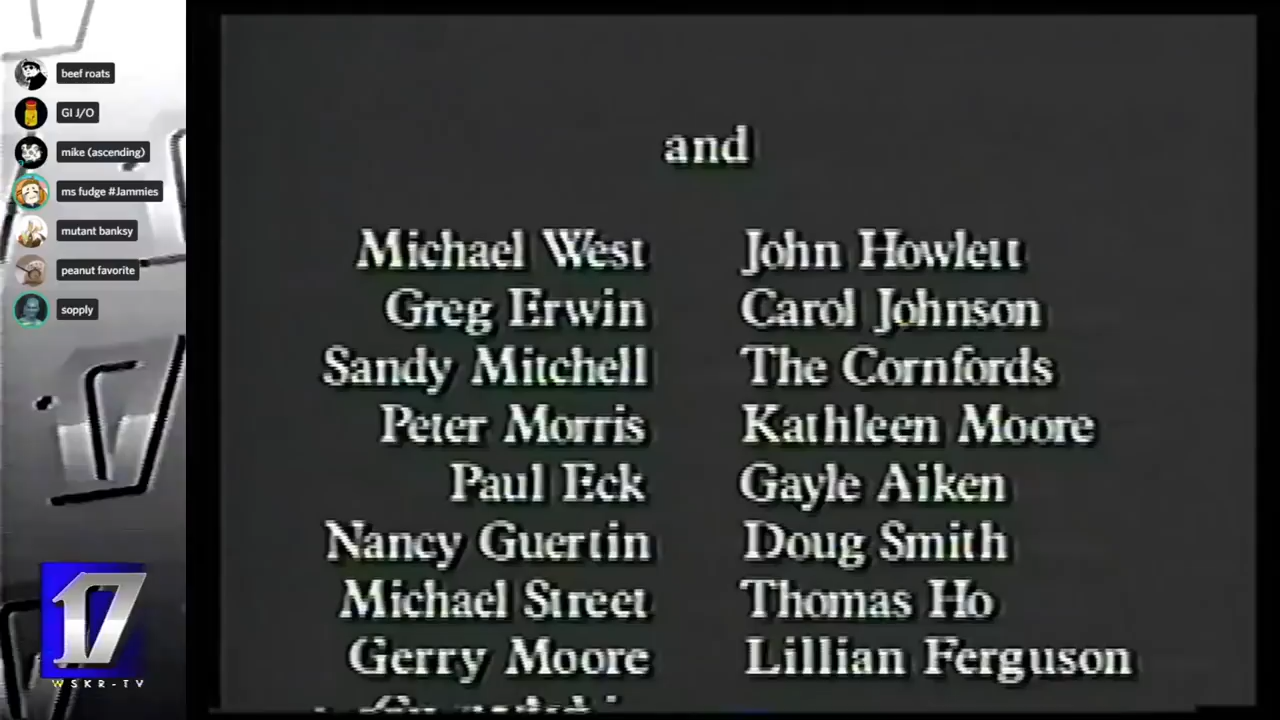 beef roats
GI J/O
mike (ascending)
ms fudge #Jammies
mutant banksy
peanut favorite
sopply
17
WSKR-TV
and
Michael West John Howlett
Greg Erwin Carol Johnson
Sandy Mitchell The Cornfords
Peter Morris Kathleen Moore
Paul Eck Gayle Aiken
Nancy Guertin Doug Smith
Michael Street Thomas Ho
Gerry Moore Lillian Ferguson